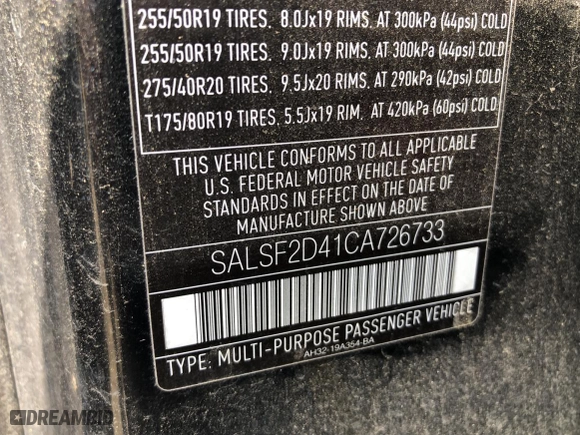 255/50R19 TIRES, 8.0Jx19 RIMS, AT 300kPa (44psi) COLD
255/50R19 TIRES, 9.0Jx19 RIMS, AT 300kPa (44psi) COLD
275/40R20 TIRES, 9.5Jx20 RIMS, AT 290kPa (42psi) COLD
T175/80R19 TIRES, 5.5Jx19 RIM, AT 420kPa (60psi) COLD
THIS VEHICLE CONFORMS TO ALL APPLICABLE
U.S. FEDERAL MOTOR VEHICLE SAFETY
STANDARDS IN EFFECT ON THE DATE OF
MANUFACTURE SHOWN ABOVE
SALSF2D41CA726733
TYPE: MULTI-PURPOSE PASSENGER VEHICLE
AH32-19A354-BA
DREAMBID